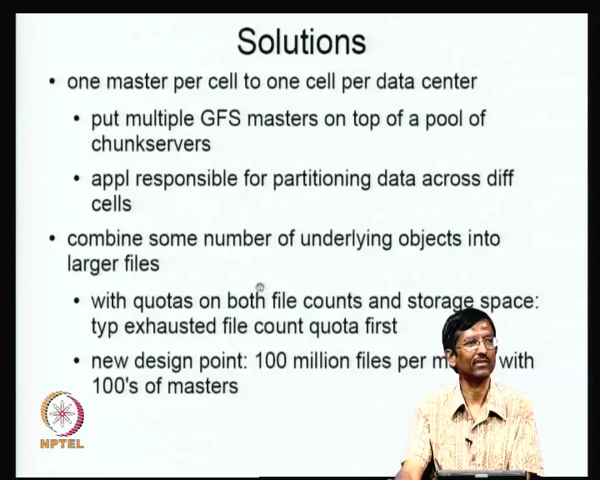 Solutions
• one master per cell to one cell per data center
• put multiple GFS masters on top of a pool of
chunkservers
• appl responsible for partitioning data across diff
cells
• combine some number of underlying objects into
larger files
• with quotas on both file counts and storage space:
typ exhausted file count quota first
• new design point: 100 million files per with
100's of masters
NPTEL